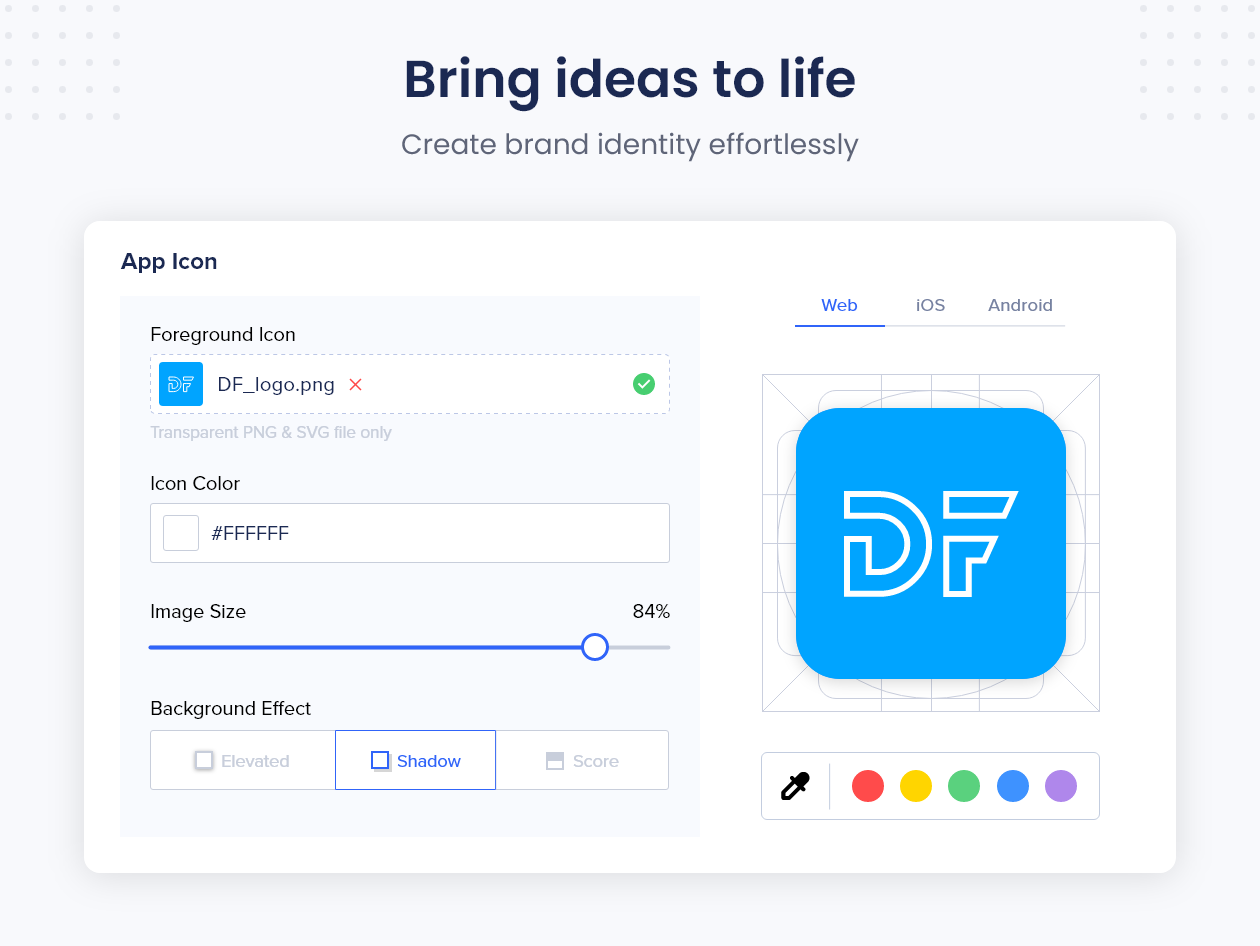 Bring ideas to life
Create brand identity effortlessly
App Icon
Foreground Icon
DF
DF_logo.png
Transparent PNG & SVG file only
Icon Color
#FFFFFF
Image Size
84%
Background Effect
Elevated
Shadow
Score
Web
iOS
Android
DF